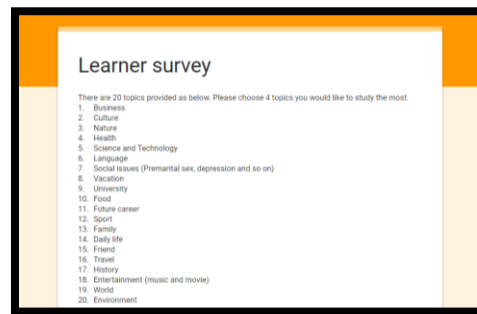 Learner survey
There are 20 topics provided as below. Please choose 4 topics you would like to study the most.
1. Business
2. Culture
3. Nature
4. Health
5. Science and Technology
6. Language
7. Social issues (Premarital sex, depression and so on)
8. Vacation
9. University
10. Food
11. Future career
12. Sport
13. Family
14. Daily life
15. Friend
16. Travel
17. History
18. Entertainment (music and movie)
19. World
20. Environment